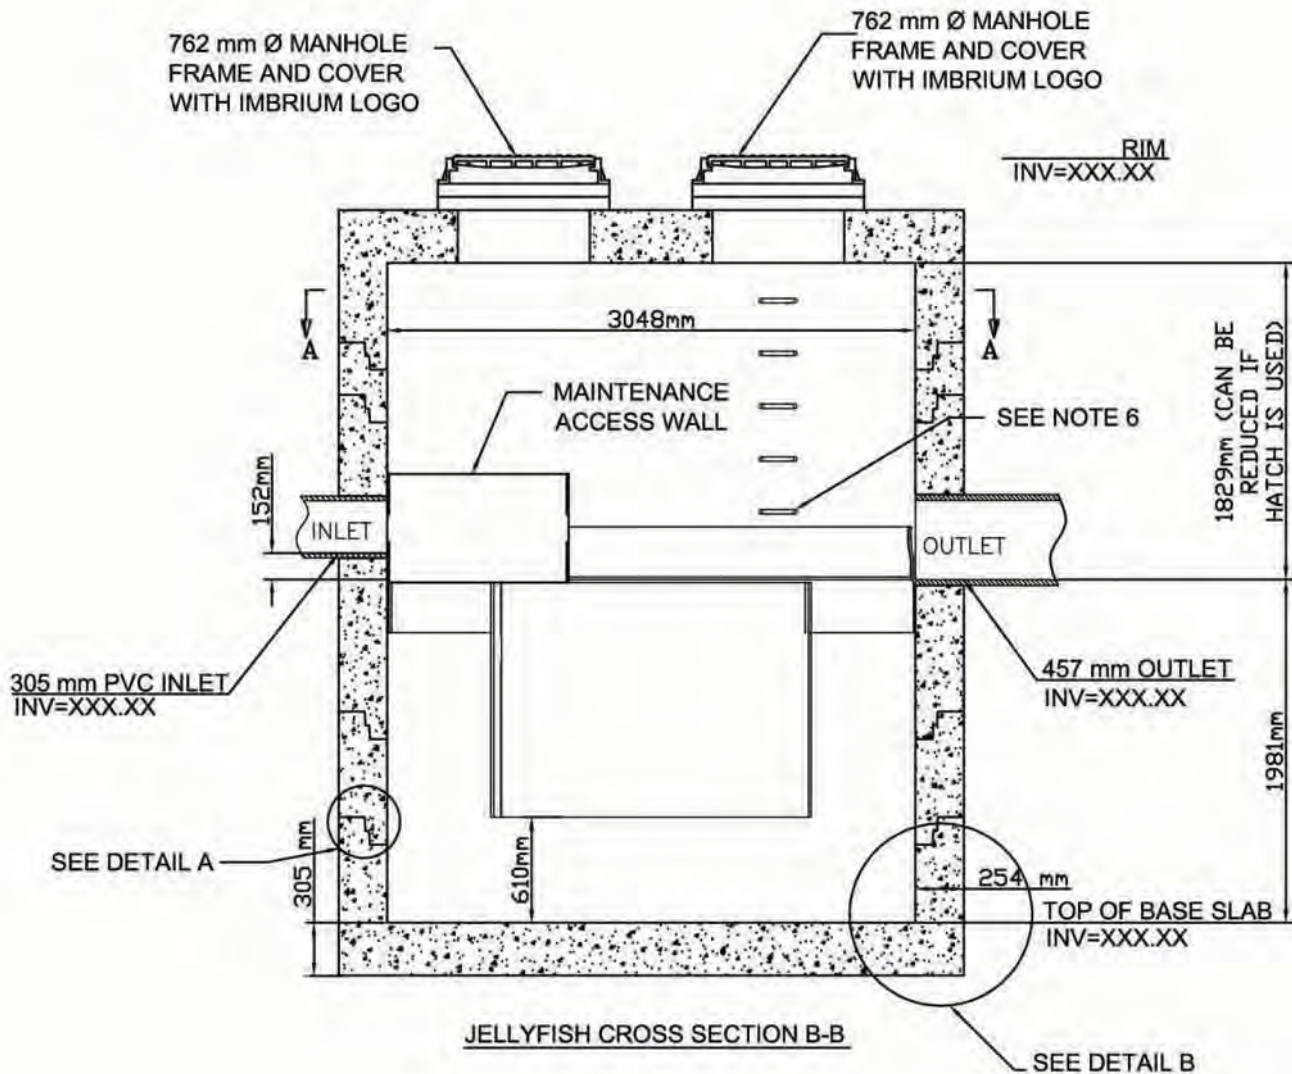 762 mm Ø MANHOLE
FRAME AND COVER
WITH IMBRIUM LOGO
762 mm Ø MANHOLE
FRAME AND COVER
WITH IMBRIUM LOGO
RIM
INV=XXX.XX
A
3048mm
A
1829mm (CAN BE
REDUCED IF
HATCH IS USED)
MAINTENANCE
ACCESS WALL
SEE NOTE 6
152mm
INLET
OUTLET
305 mm PVC INLET
INV=XXX.XX
457 mm OUTLET
INV=XXX.XX
1981mm
SEE DETAIL A
305 mm
610mm
254 mm
TOP OF BASE SLAB
INV=XXX.XX
JELLYFISH CROSS SECTION B-B
SEE DETAIL B